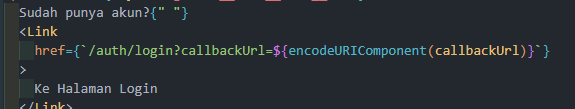 Sudah punya akun?{" "}
<Link
href={`/auth/login?callbackUrl=${encodeURIComponent(callbackUrl)}`}
>
Ke Halaman Login
</Link>